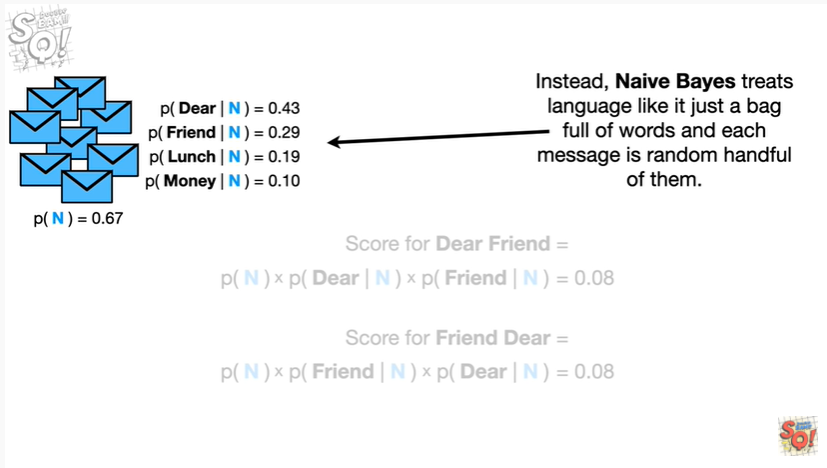 SQ!
p( Dear | N ) = 0.43
p( Friend | N ) = 0.29
p( Lunch | N ) = 0.19
p( Money | N ) = 0.10
p( N ) = 0.67
Instead, Naive Bayes treats
language like it just a bag
full of words and each
message is random handful
of them.
Score for Dear Friend =
p( N ) x p( Dear | N ) x p( Friend | N ) = 0.08
Score for Friend Dear =
p( N ) x p( Friend | N ) x p( Dear | N ) = 0.08
SQ!